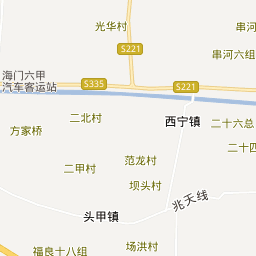 光华村
串河
S221
串河六组
海门六甲
汽车客运站
S335
S221
二北村
西宁镇
二十六总
方家桥
二十四
范龙村
二甲村
坝头村
兆天线
头甲镇
福良十八组
场洪村